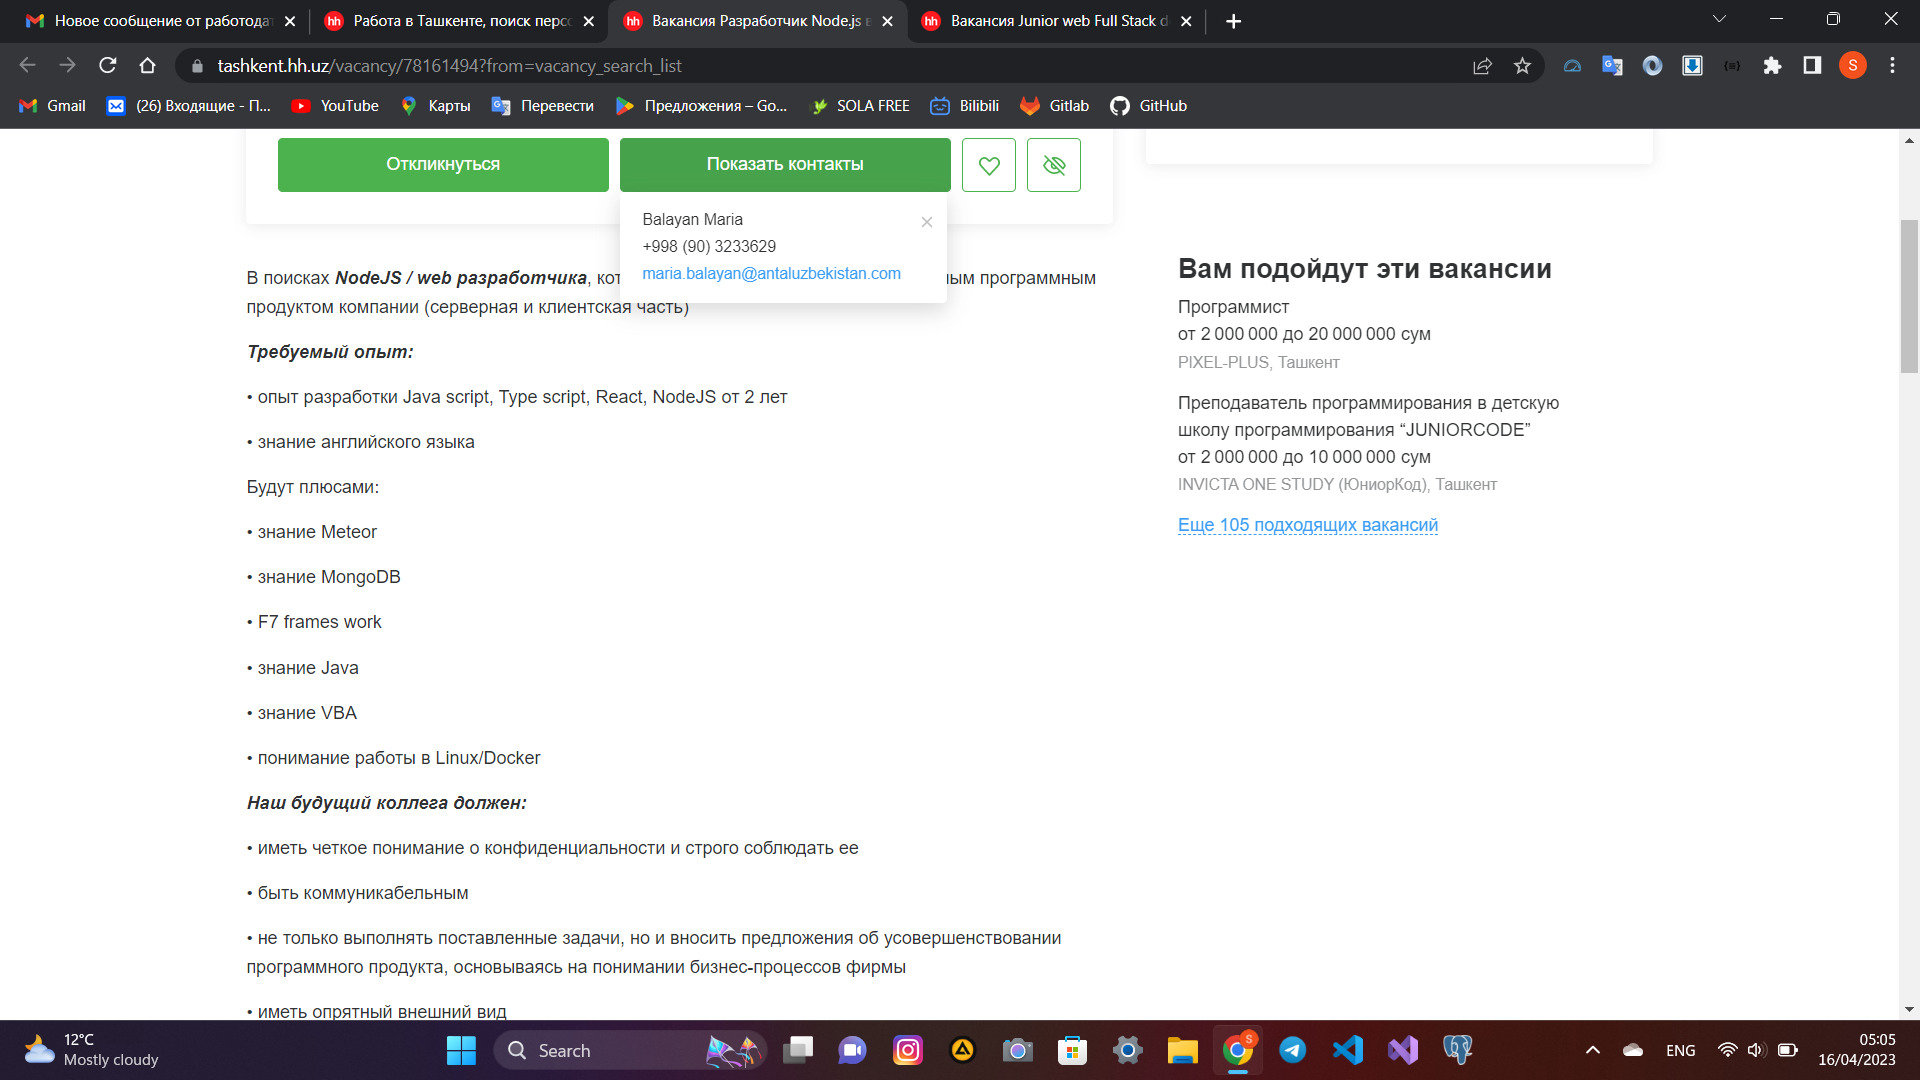 Новое сообщение от работодат
Работа в Ташкенте, поиск персо
Вакансия Разработчик Node.js в
Вакансия Junior web Full Stack d
tashkent.hh.uz/vacancy/78161494?from=vacancy_search_list
S
Gmail
(26) Входящие - П...
YouTube
Карты
Перевести
Предложения – Go...
SOLA FREE
Bilibili
Gitlab
GitHub
Откликнуться
Показать контакты
Balayan Maria
+998 (90) 3233629
maria.balayan@antaluzbekistan.com
В поисках NodeJS / web разработчика, кот ым программным
продуктом компании (серверная и клиентская часть)
Требуемый опыт:
• опыт разработки Java script, Type script, React, NodeJS от 2 лет
• знание английского языка
Будут плюсами:
• знание Meteor
• знание MongoDB
• F7 frames work
• знание Java
• знание VBA
• понимание работы в Linux/Docker
Наш будущий коллега должен:
• иметь четкое понимание о конфиденциальности и строго соблюдать ее
• быть коммуникабельным
• не только выполнять поставленные задачи, но и вносить предложения об усовершенствовании
программного продукта, основываясь на понимании бизнес-процессов фирмы
• иметь опрятный внешний вид
Вам подойдут эти вакансии
Программист
от 2 000 000 до 20 000 000 сум
PIXEL-PLUS, Ташкент
Преподаватель программирования в детскую
школу программирования “JUNIORCODE”
от 2 000 000 до 10 000 000 сум
INVICTA ONE STUDY (ЮниорКод), Ташкент
Еще 105 подходящих вакансий
12°C
Mostly cloudy
Search
ENG
05:05
16/04/2023